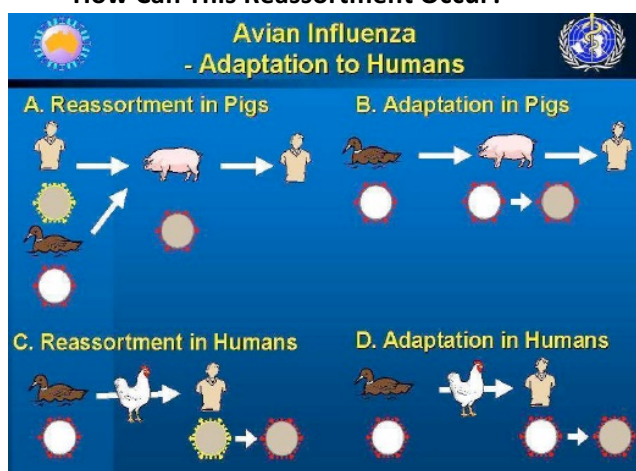 How Can This Reassortment Occur?
Avian Influenza
- Adaptation to Humans
A. Reassortment in Pigs
B. Adaptation in Pigs
C. Reassortment in Humans
D. Adaptation in Humans